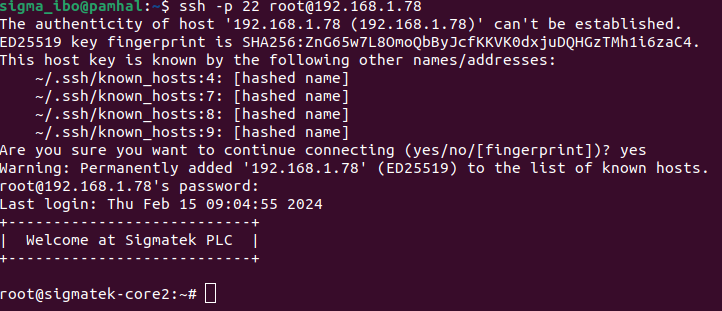 sigma_ibo@pamhal:~$ ssh -p 22 root@192.168.1.78
The authenticity of host '192.168.1.78 (192.168.1.78)' can't be established.
ED25519 key fingerprint is SHA256:ZnG65w7L8OmoQbByJcfKKVK0dxjuDQHGzTMh1i6zaC4.
This host key is known by the following other names/addresses:
    ~/.ssh/known_hosts:4: [hashed name]
    ~/.ssh/known_hosts:7: [hashed name]
    ~/.ssh/known_hosts:8: [hashed name]
    ~/.ssh/known_hosts:9: [hashed name]
Are you sure you want to continue connecting (yes/no/[fingerprint])? yes
Warning: Permanently added '192.168.1.78' (ED25519) to the list of known hosts.
root@192.168.1.78's password:
Last login: Thu Feb 15 09:04:55 2024
+---------------------------+
|  Welcome at Sigmatek PLC  |
+---------------------------+
root@sigmatek-core2:~#